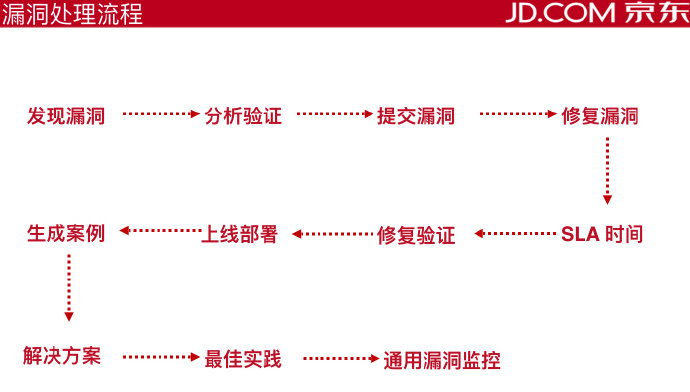 漏洞处理流程
JD.COM 京东
发现漏洞
分析验证
提交漏洞
修复漏洞
SLA 时间
修复验证
上线部署
生成案例
解决方案
最佳实践
通用漏洞监控